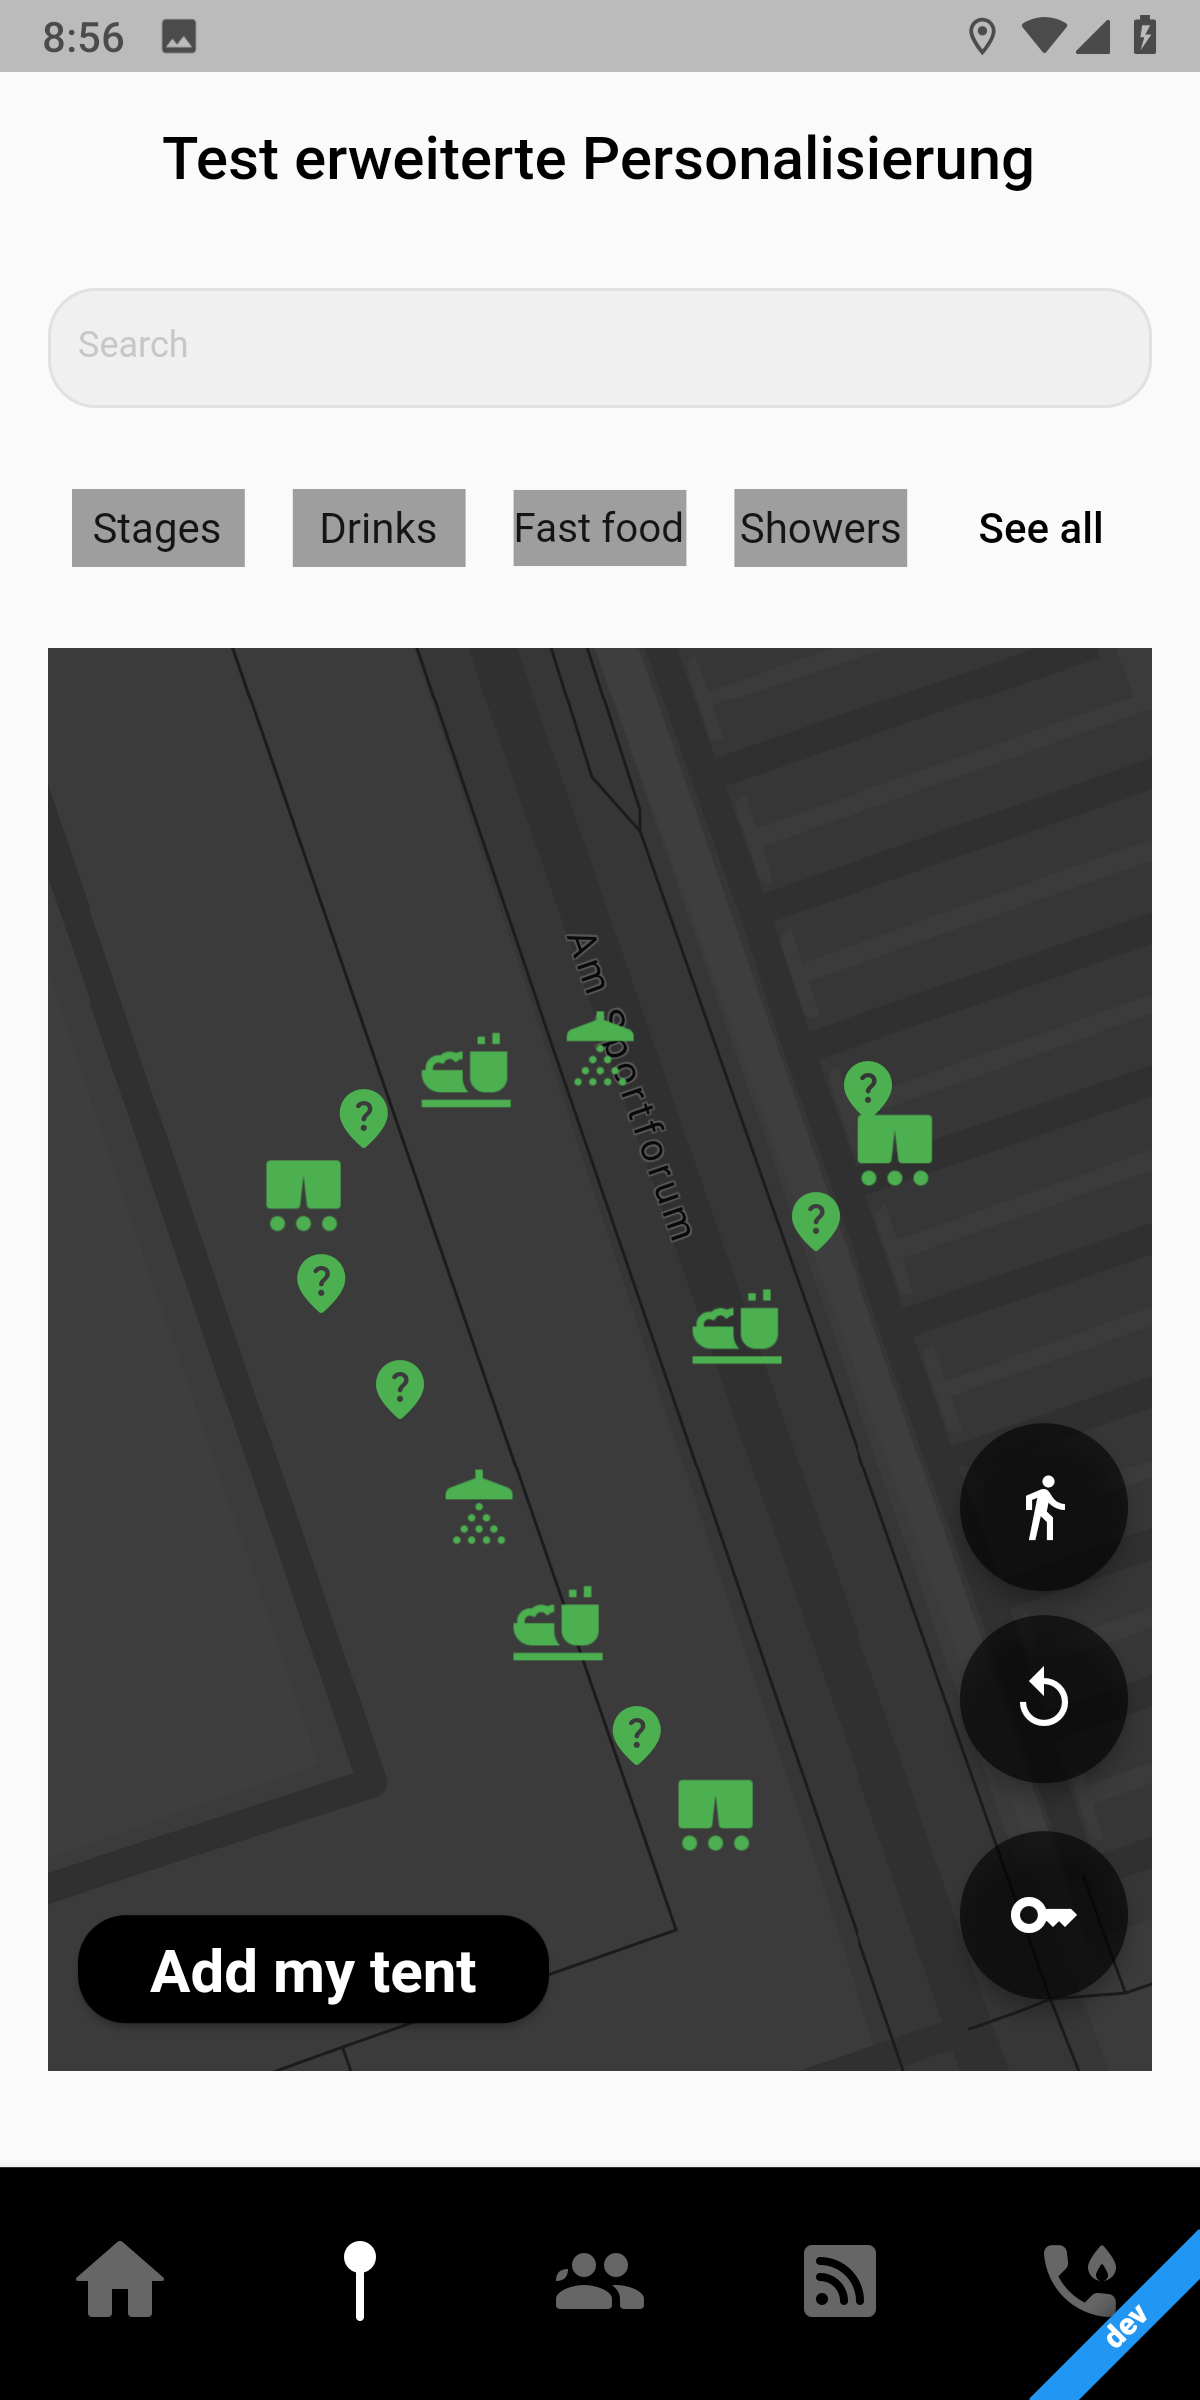 8:56
Test erweiterte Personalisierung
Search
Stages
Drinks
Fast food
Showers
See all
Am Sportforum
?
?
?
?
?
?
Add my tent
dev